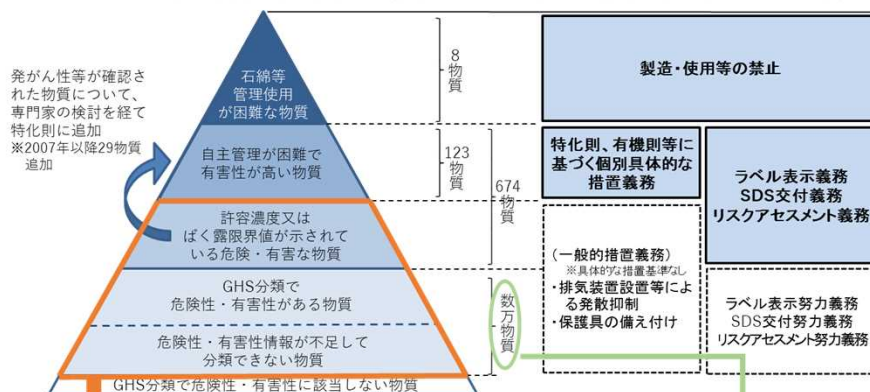 発がん性等が確認され
た物質について、
専門家の検討を経て
特化則に追加
※2007年以降29物質
追加
石綿等
管理使用
が困難な物質
自主管理が困難で
有害性が高い物質
許容濃度又は
ばく露限界値が示されて
いる危険・有害な物質
GHS分類で
危険性・有害性がある物質
危険性・有害性情報が不足して
分類できない物質
GHS分類で危険性・有害性に該当しない物質
8
物質
123
物質
674
物質
数万物質
製造・使用等の禁止
特化則、有機則等に
基づく個別具体的な
措置義務
ラベル表示義務
SDS交付義務
リスクアセスメント義務
(一般的措置義務)
※具体的な措置基準なし
・排気装置設置等によ
る発散抑制
・保護具の備え付け
ラベル表示努力義務
SDS交付努力義務
リスクアセスメント努力義務